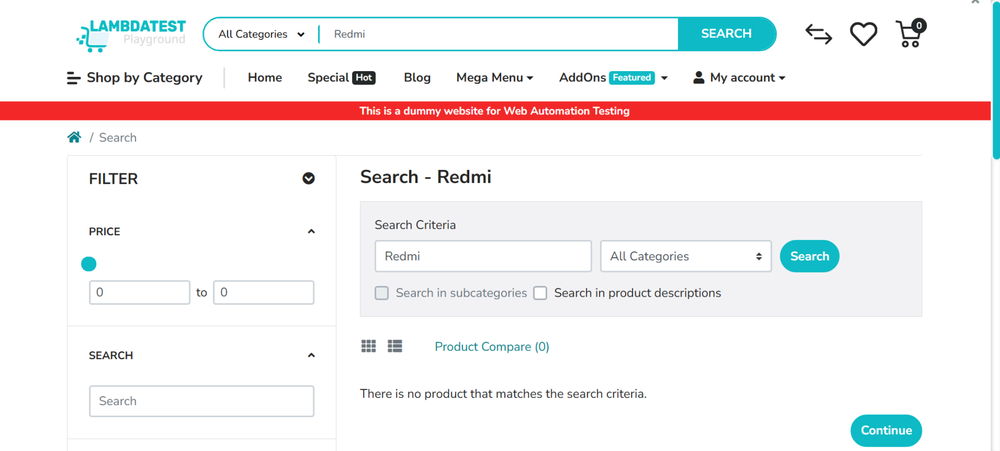 LAMBDATEST
Playground
All Categories
Redmi
SEARCH
0
Shop by Category
Home
Special Hot
Blog
Mega Menu
AddOns Featured
My account
This is a dummy website for Web Automation Testing
/ Search
FILTER
PRICE
0 to 0
SEARCH
Search
Search - Redmi
Search Criteria
Redmi
All Categories
Search
Search in subcategories
Search in product descriptions
Product Compare (0)
There is no product that matches the search criteria.
Continue